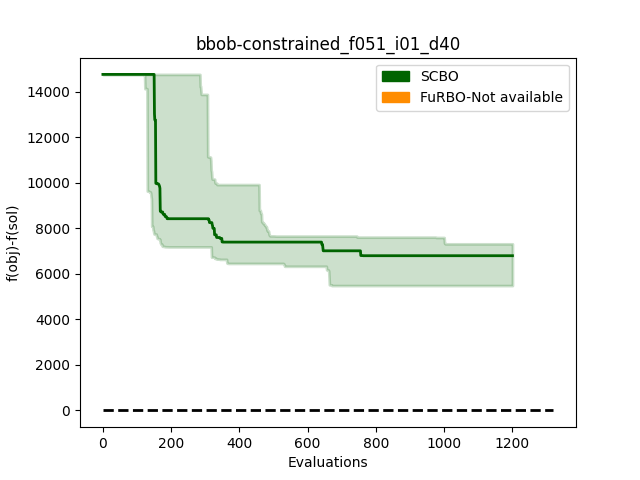 bbob-constrained_f051_i01_d40
SCBO
FuRBO-Not available
f(obj)-f(sol)
14000
12000
10000
8000
6000
4000
2000
0
0 200 400 600 800 1000 1200
Evaluations